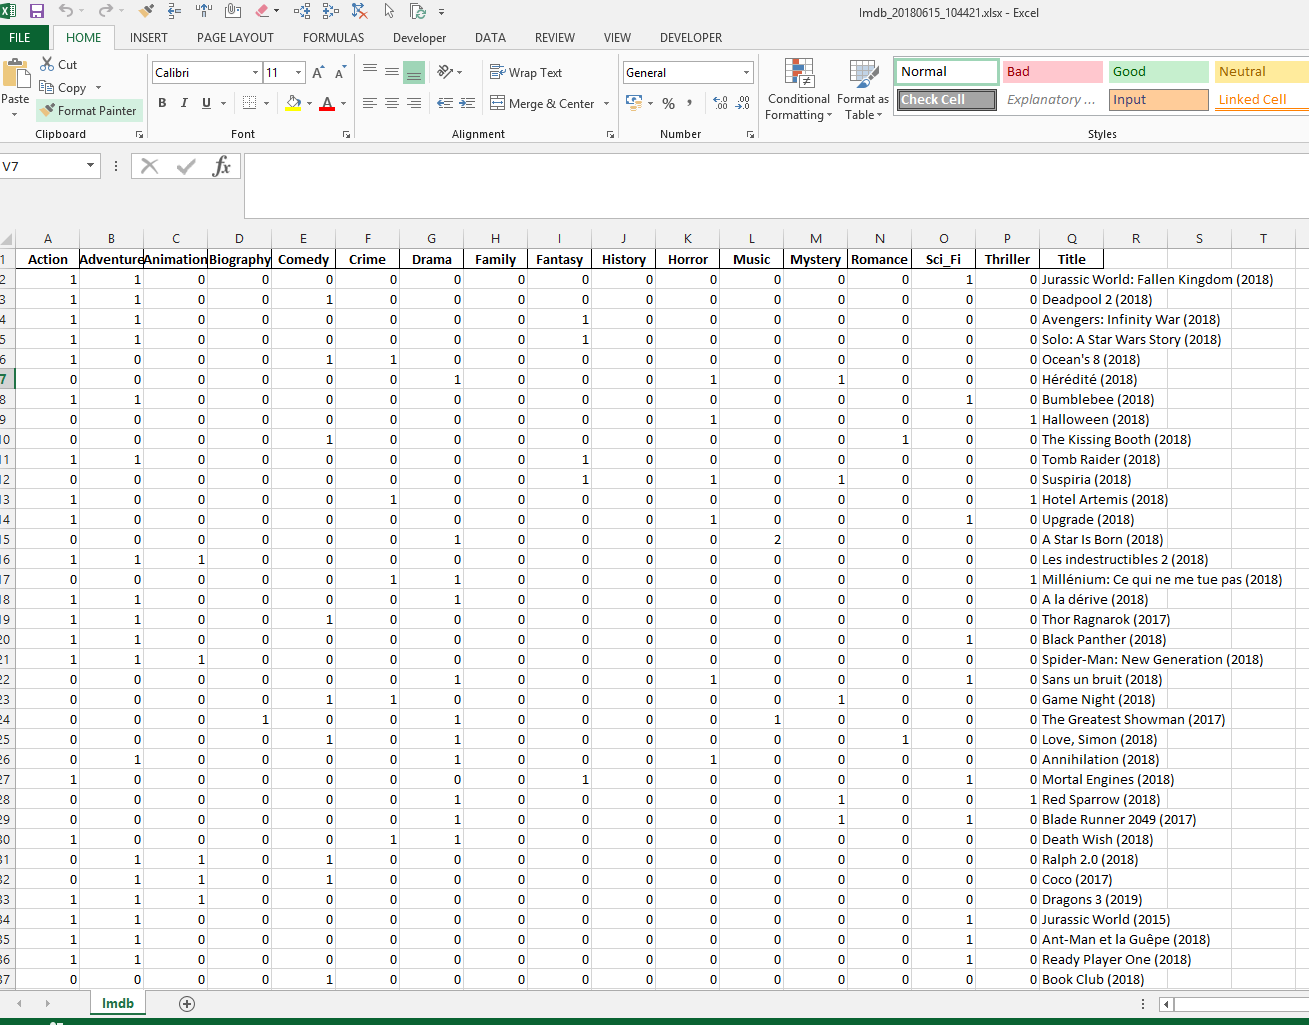 Imdb_20180615_104421.xlsx - Excel
FILE HOME INSERT PAGE LAYOUT FORMULAS Developer DATA REVIEW VIEW DEVELOPER
Cut
Copy
Format Painter
Paste
Clipboard
Calibri 11
B I U
Font
Wrap Text
Merge & Center
Alignment
General
% ,
Number
Conditional Formatting
Format as Table
Normal Bad Good Neutral
Check Cell Explanatory ... Input Linked Cell
Styles
V7 fx
A B C D E F G H I J K L M N O P Q R S T
1 Action Adventure Animation Biography Comedy Crime Drama Family Fantasy History Horror Music Mystery Romance Sci_Fi Thriller Title
2 1 1 0 0 0 0 0 0 0 0 0 0 0 0 1 0 Jurassic World: Fallen Kingdom (2018)
3 1 1 0 0 1 0 0 0 0 0 0 0 0 0 0 0 Deadpool 2 (2018)
4 1 1 0 0 0 0 0 0 1 0 0 0 0 0 0 0 Avengers: Infinity War (2018)
5 1 1 0 0 0 0 0 0 1 0 0 0 0 0 0 0 Solo: A Star Wars Story (2018)
6 1 0 0 0 1 1 0 0 0 0 0 0 0 0 0 0 Ocean's 8 (2018)
7 0 0 0 0 0 0 1 0 0 0 1 0 1 0 0 0 Hérédité (2018)
8 1 1 0 0 0 0 0 0 0 0 0 0 0 0 1 0 Bumblebee (2018)
9 0 0 0 0 0 0 0 0 0 0 1 0 0 0 0 1 Halloween (2018)
10 0 0 0 0 1 0 0 0 0 0 0 0 0 1 0 0 The Kissing Booth (2018)
11 1 1 0 0 0 0 0 0 1 0 0 0 0 0 0 0 Tomb Raider (2018)
12 0 0 0 0 0 0 0 0 1 0 1 0 1 0 0 0 Suspiria (2018)
13 1 0 0 0 0 1 0 0 0 0 0 0 0 0 0 1 Hotel Artemis (2018)
14 1 0 0 0 0 0 0 0 0 0 1 0 0 0 1 0 Upgrade (2018)
15 0 0 0 0 0 0 1 0 0 0 0 2 0 0 0 0 A Star Is Born (2018)
16 1 1 1 0 0 0 0 0 0 0 0 0 0 0 0 0 Les indestructibles 2 (2018)
17 0 0 0 0 0 1 1 0 0 0 0 0 0 0 0 1 Millénium: Ce qui ne me tue pas (2018)
18 1 1 0 0 0 0 1 0 0 0 0 0 0 0 0 0 A la dérive (2018)
19 1 1 0 0 1 0 0 0 0 0 0 0 0 0 0 0 Thor Ragnarok (2017)
20 1 1 0 0 0 0 0 0 0 0 0 0 0 0 1 0 Black Panther (2018)
21 1 1 1 0 0 0 0 0 0 0 0 0 0 0 0 0 Spider-Man: New Generation (2018)
22 0 0 0 0 0 0 1 0 0 0 1 0 0 0 1 0 Sans un bruit (2018)
23 0 0 0 0 1 1 0 0 0 0 0 0 1 0 0 0 Game Night (2018)
24 0 0 0 1 0 0 1 0 0 0 0 1 0 0 0 0 The Greatest Showman (2017)
25 0 0 0 0 1 0 1 0 0 0 0 0 0 1 0 0 Love, Simon (2018)
26 0 1 0 0 0 0 1 0 0 0 1 0 0 0 0 0 Annihilation (2018)
27 1 0 0 0 0 0 0 0 1 0 0 0 0 0 1 0 Mortal Engines (2018)
28 0 0 0 0 0 0 1 0 0 0 0 0 1 0 0 1 Red Sparrow (2018)
29 0 0 0 0 0 0 1 0 0 0 0 0 1 0 1 0 Blade Runner 2049 (2017)
30 1 0 0 0 0 1 1 0 0 0 0 0 0 0 0 0 Death Wish (2018)
31 0 1 1 0 1 0 0 0 0 0 0 0 0 0 0 0 Ralph 2.0 (2018)
32 0 1 1 0 1 0 0 0 0 0 0 0 0 0 0 0 Coco (2017)
33 1 1 1 0 0 0 0 0 0 0 0 0 0 0 0 0 Dragons 3 (2019)
34 1 1 0 0 0 0 0 0 0 0 0 0 0 0 1 0 Jurassic World (2015)
35 1 1 0 0 0 0 0 0 0 0 0 0 0 0 1 0 Ant-Man et la Guêpe (2018)
36 1 1 0 0 0 0 0 0 0 0 0 0 0 0 1 0 Ready Player One (2018)
37 0 0 0 0 1 0 0 0 0 0 0 0 0 0 0 0 Book Club (2018)
Imdb